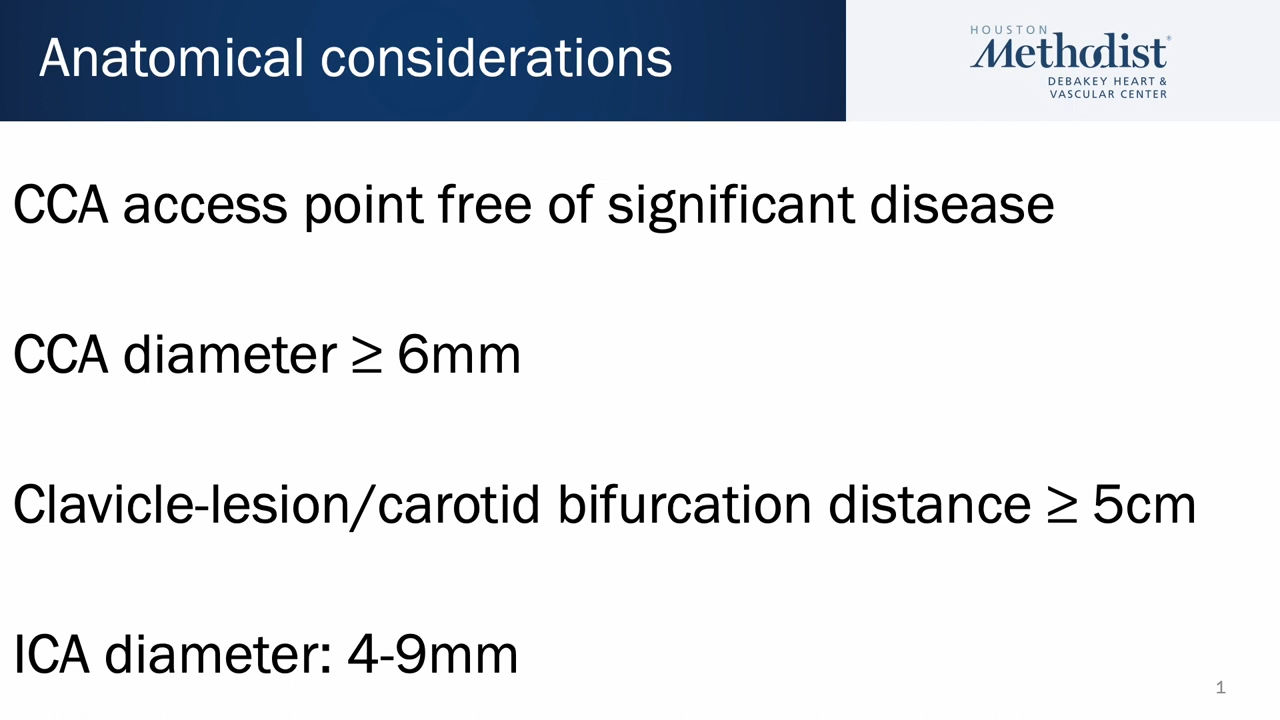 Anatomical considerations
HOUSTON
Methodist®
DEBAKEY HEART &
VASCULAR CENTER
CCA access point free of significant disease
CCA diameter ≥ 6mm
Clavicle-lesion/carotid bifurcation distance ≥ 5cm
ICA diameter: 4-9mm
1